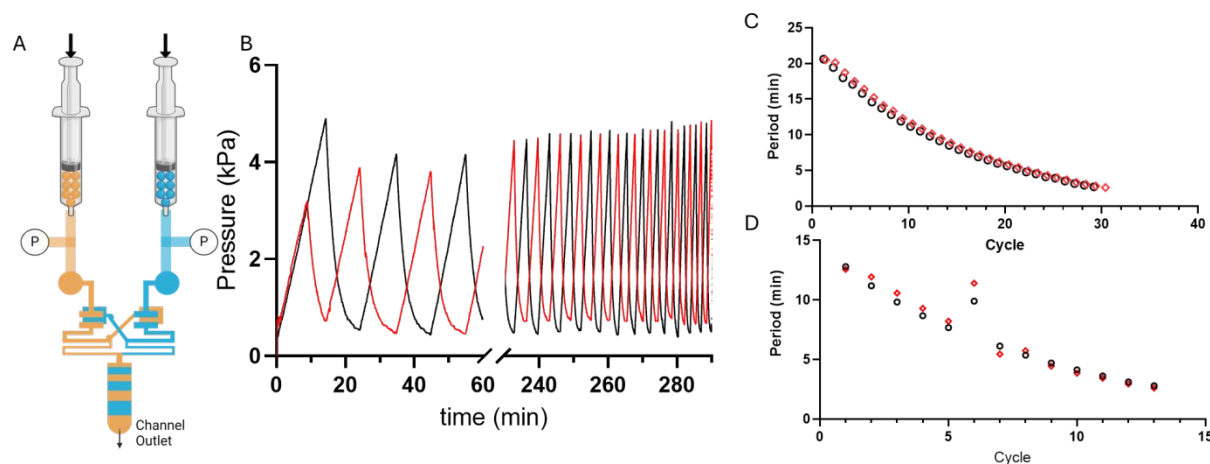 A
P
P
Channel
Outlet
B
Pressure (kPa)
6
4
2
0
0 20 40 60 240 260 280
time (min)
C
Period (min)
25
20
15
10
5
0
0 10 20 30 40
Cycle
D
Period (min)
15
10
5
0
0 5 10 15
Cycle